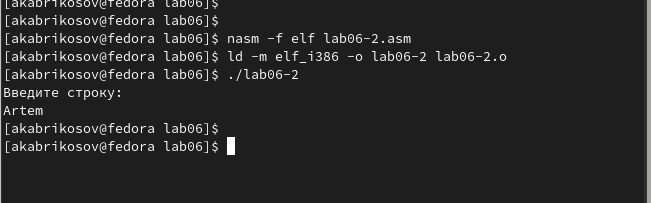 [akabrikosov@fedora lab06]$
[akabrikosov@fedora lab06]$
[akabrikosov@fedora lab06]$ nasm -f elf lab06-2.asm
[akabrikosov@fedora lab06]$ ld -m elf_i386 -o lab06-2 lab06-2.o
[akabrikosov@fedora lab06]$ ./lab06-2
Введите строку:
Artem
[akabrikosov@fedora lab06]$
[akabrikosov@fedora lab06]$